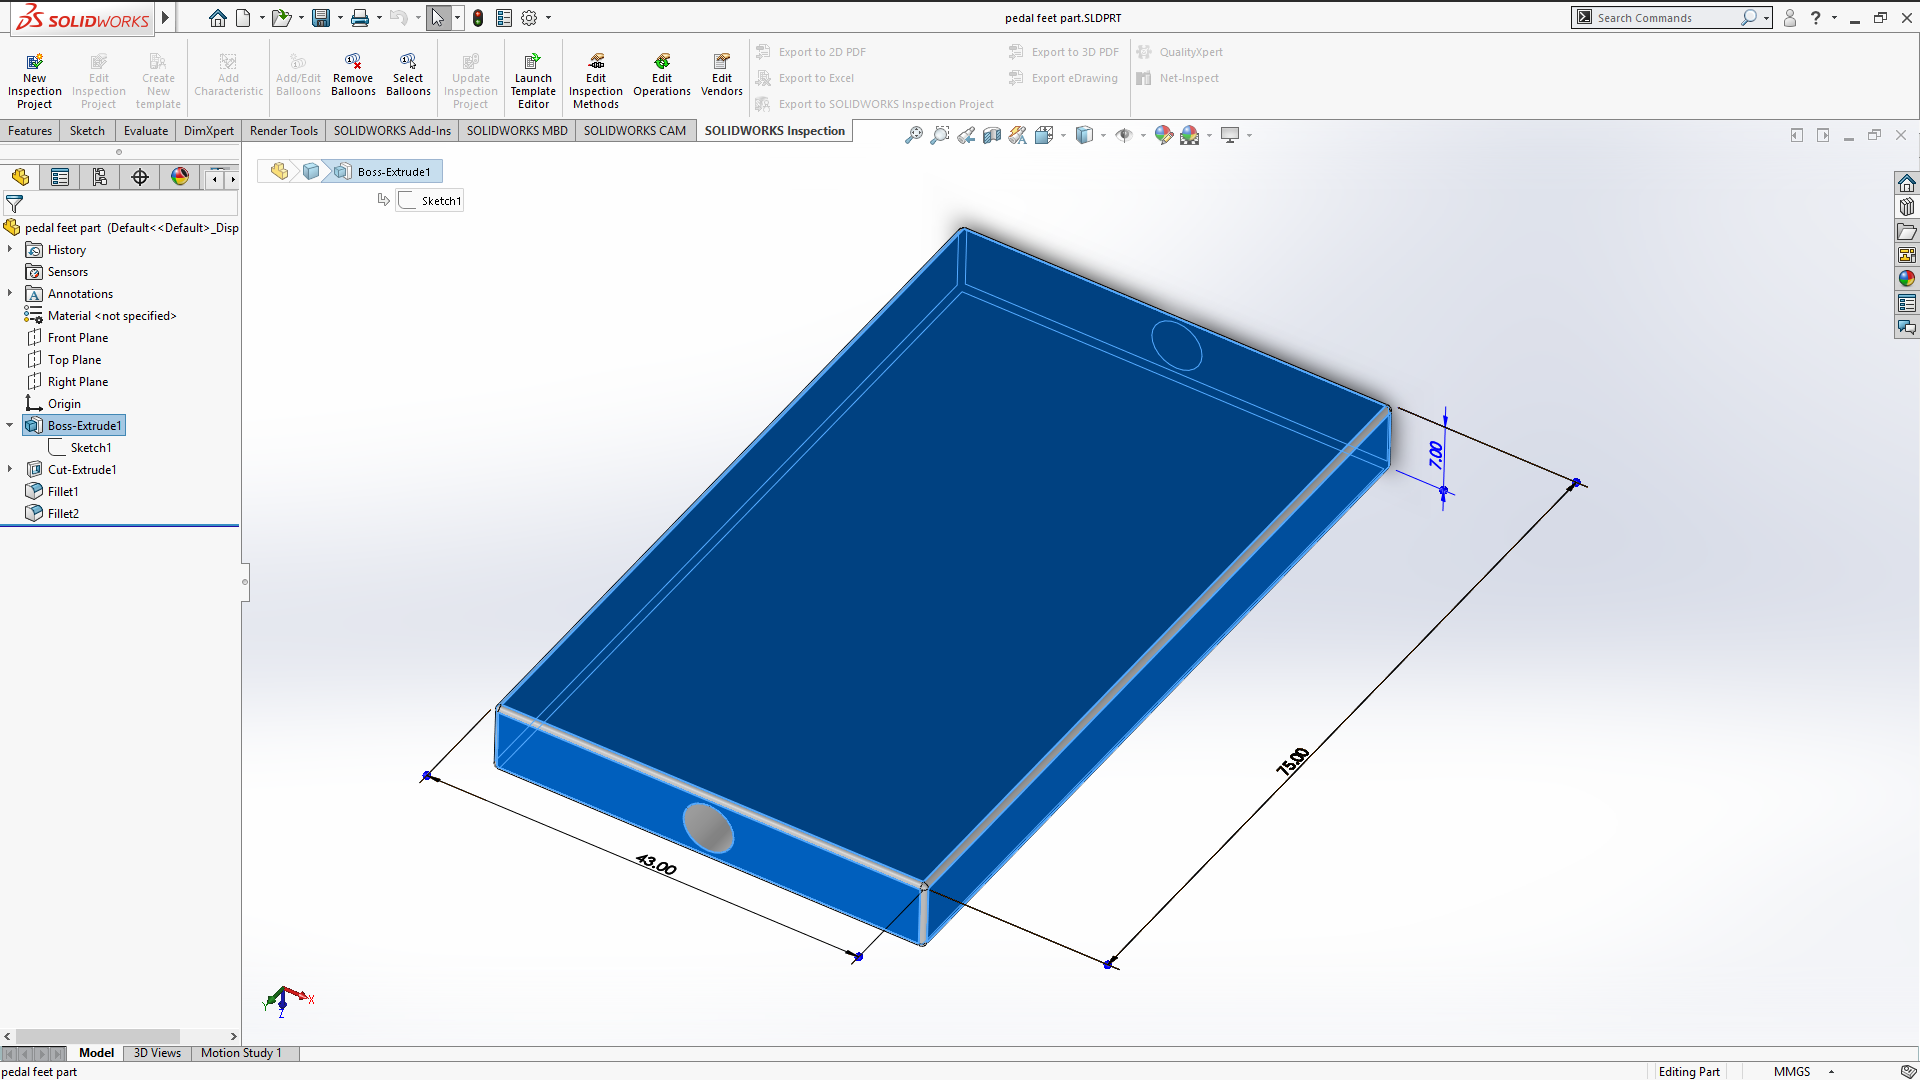 SOLIDWORKS
pedal feet part.SLDPRT
Search Commands
?
New Inspection Project
Edit Inspection Project
Create New template
Add Characteristic
Add/Edit Balloons
Remove Balloons
Select Balloons
Update Inspection Project
Launch Template Editor
Edit Inspection Methods
Edit Operations
Edit Vendors
Export to 2D PDF
Export to Excel
Export to SOLIDWORKS Inspection Project
Export to 3D PDF
Export eDrawing
QualityXpert
Net-Inspect
Features
Sketch
Evaluate
DimXpert
Render Tools
SOLIDWORKS Add-Ins
SOLIDWORKS MBD
SOLIDWORKS CAM
SOLIDWORKS Inspection
Boss-Extrude1
Sketch1
pedal feet part (Default<<Default>_Disp
History
Sensors
Annotations
Material <not specified>
Front Plane
Top Plane
Right Plane
Origin
Boss-Extrude1
Sketch1
Cut-Extrude1
Fillet1
Fillet2
7.00
75.00
43.00
X
Y
Z
Model
3D Views
Motion Study 1
pedal feet part
Editing Part
MMGS